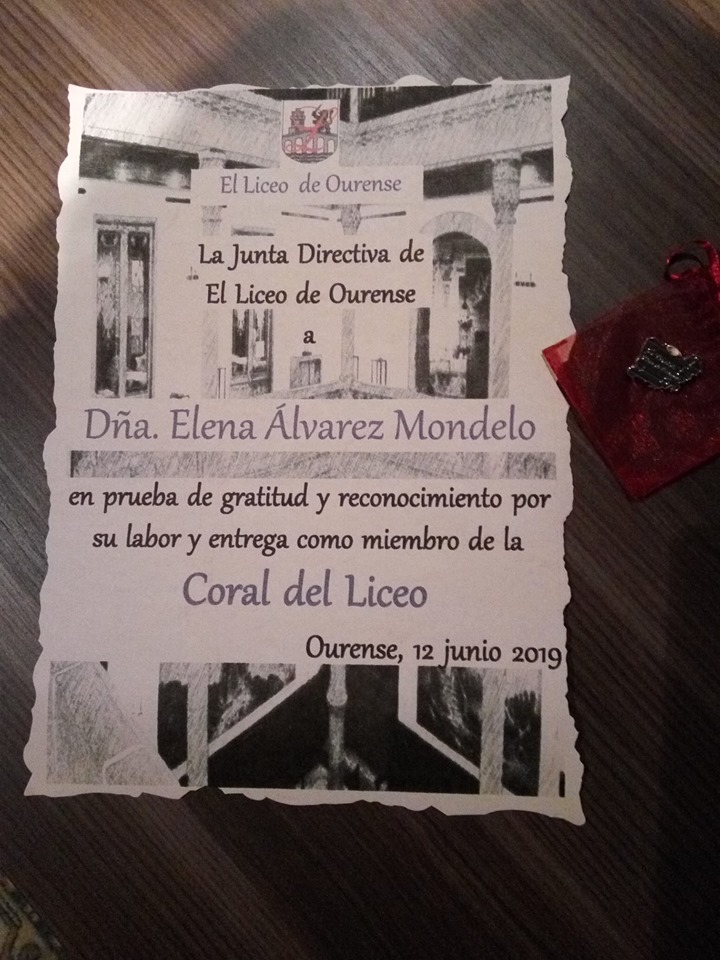 El Liceo de Ourense
La Junta Directiva de
El Liceo de Ourense
a
Dña. Elena Álvarez Mondelo
en prueba de gratitud y reconocimiento por
su labor y entrega como miembro de la
Coral del Liceo
Ourense, 12 junio 2019